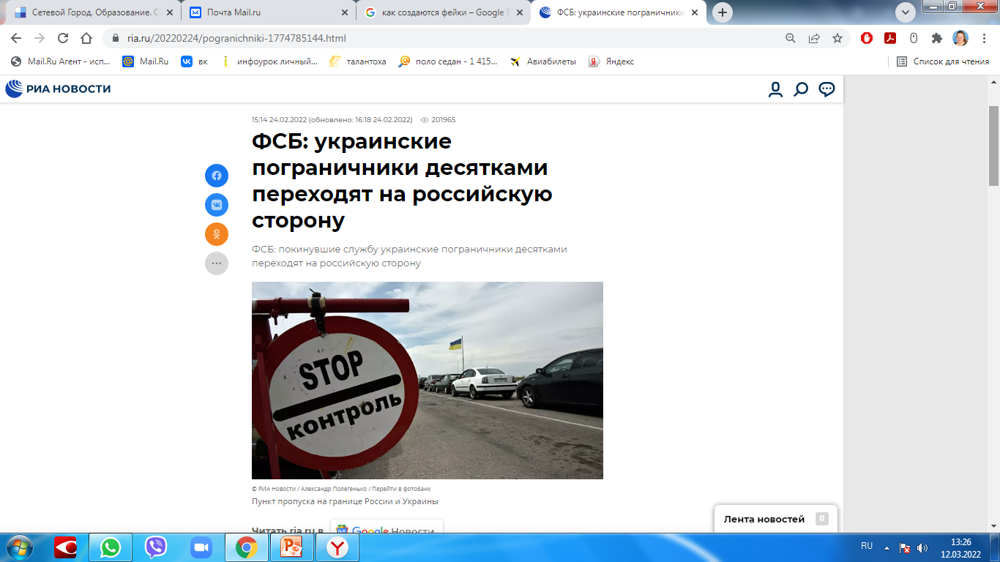 Сетевой Город. Образование. С
Почта Mail.ru
как создаются фейки – Google П
ФСБ: украинские пограничники
ria.ru/20220224/pogranichniki-1774785144.html
Mail.Ru Агент - исп...
Mail.Ru
вк
инфоурок личный...
талантоха
поло седан - 1 415...
Авиабилеты
Яндекс
Список для чтения
РИА НОВОСТИ
15:14 24.02.2022 (обновлено: 16:18 24.02.2022) 201965
ФСБ: украинские
пограничники десятками
переходят на российскую
сторону
ФСБ: покинувшие службу украинские пограничники десятками
переходят на российскую сторону
STOP
контроль
© РИА Новости / Александр Полегенько / Перейти в фотобанк
Пункт пропуска на границе России и Украины
Читать ria.ru в
Google Новости
Лента новостей 0
RU
13:26
12.03.2022